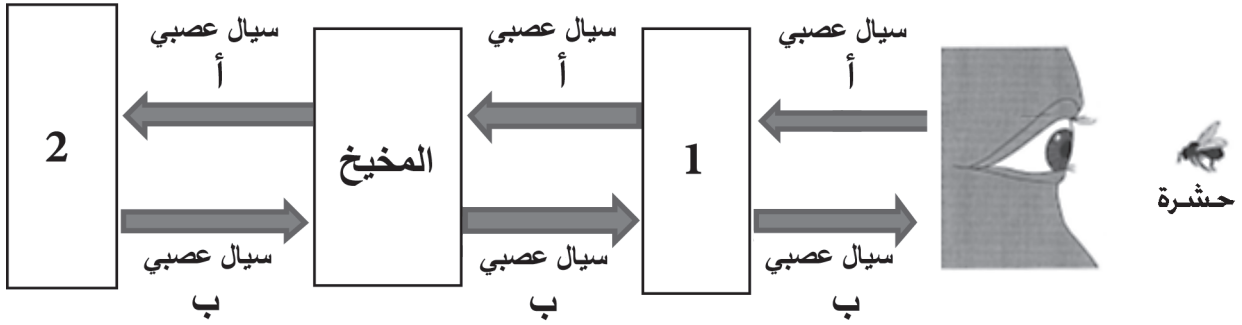 سيال عصبي
أ
سيال عصبي
أ
سيال عصبي
أ
حشرة
1
المخيخ
2
سيال عصبي
ب
سيال عصبي
ب
سيال عصبي
ب